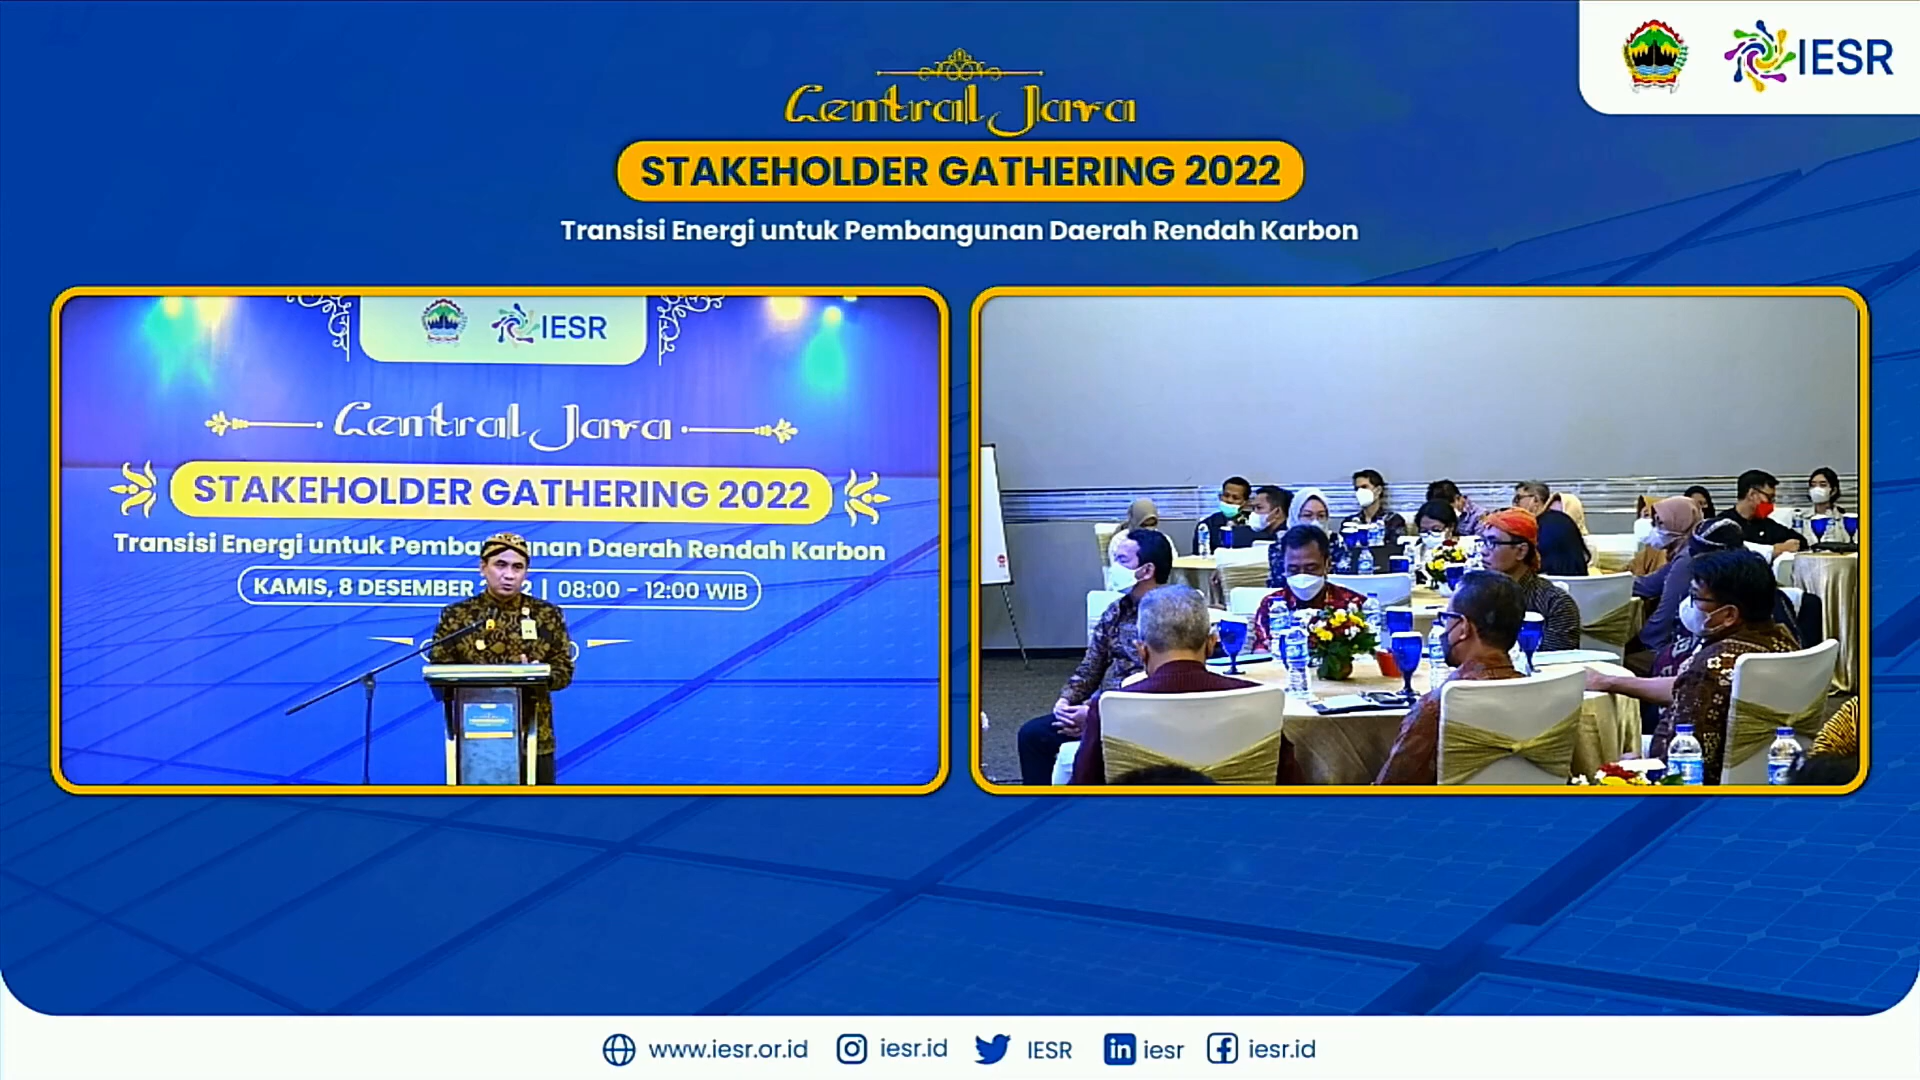 IESR
Central Java
STAKEHOLDER GATHERING 2022
Transisi Energi untuk Pembangunan Daerah Rendah Karbon
IESR
Central Java
STAKEHOLDER GATHERING 2022
Transisi Energi untuk Pemba nan Daerah Rendah Karbon
KAMIS, 8 DESEMBER 2 | 08:00 - 12:00 WIB
www.iesr.or.id iesr.id IESR iesr iesr.id